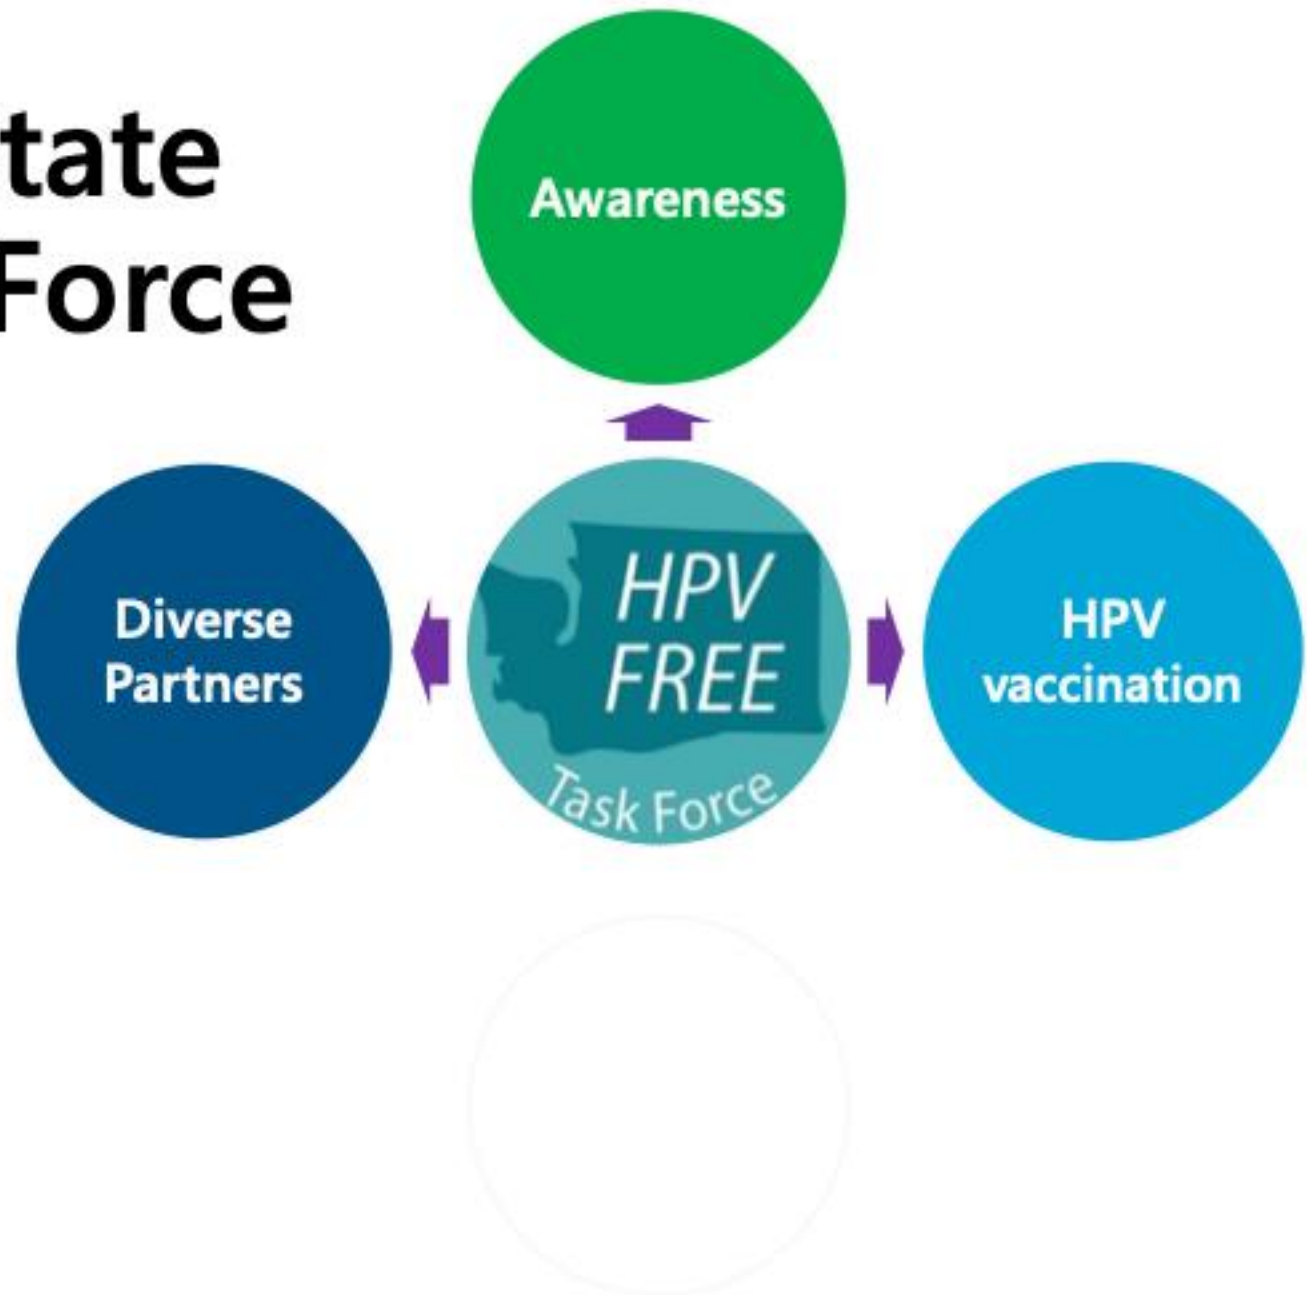 tate
Force
Awareness
Diverse
Partners
HPV
FREE
Task Force
HPV
vaccination